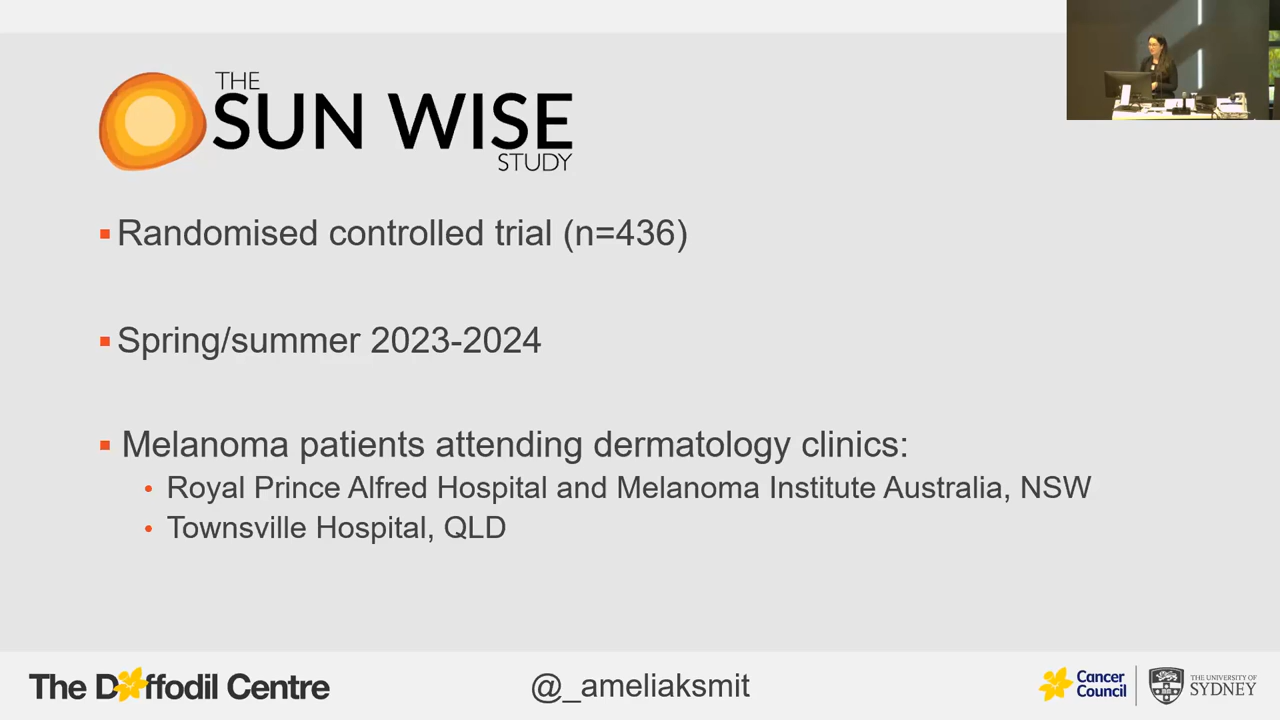 THE
SUN WISE
STUDY
Randomised controlled trial (n=436)
Spring/summer 2023-2024
Melanoma patients attending dermatology clinics:
Royal Prince Alfred Hospital and Melanoma Institute Australia, NSW
Townsville Hospital, QLD
The Daffodil Centre
@_ameliaksmit
Cancer
Council
THE UNIVERSITY OF
SYDNEY